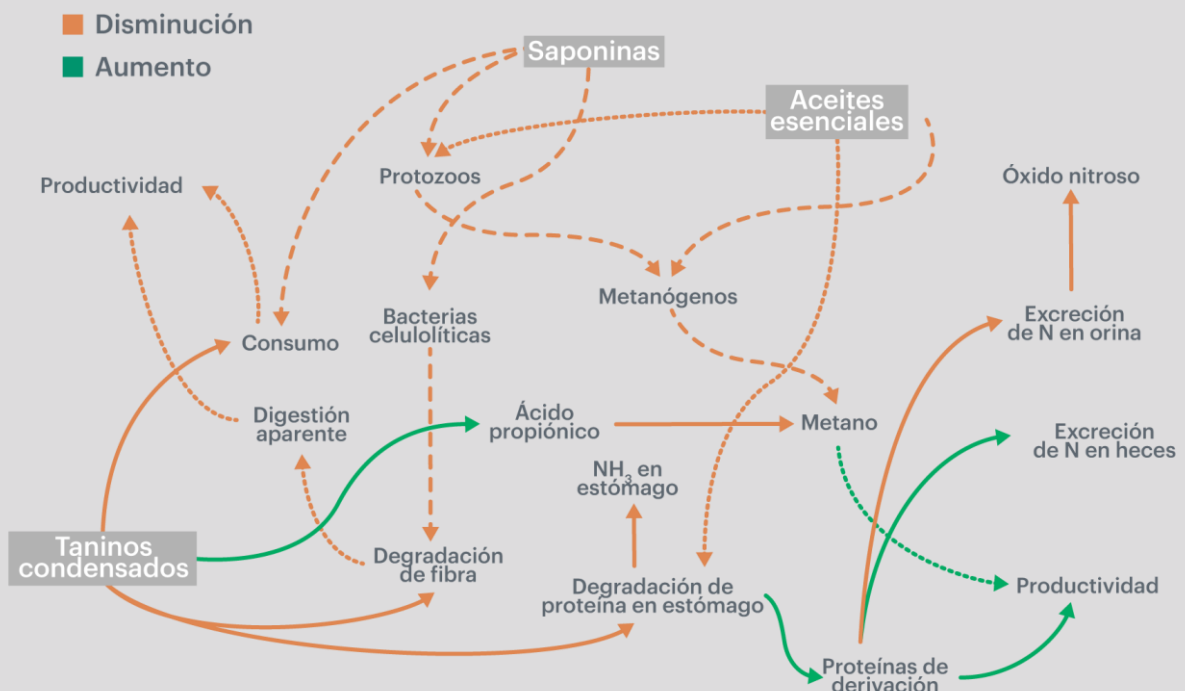 Disminución
Aumento
Saponinas
Aceites
esenciales
Productividad
Protozoos
Óxido nitroso
Metanógenos
Bacterias
celulolíticas
Consumo
Excreción
de N en orina
Digestión
aparente
Ácido
propiónico
Metano
Excreción
de N en heces
NH₃ en
estómago
Taninos
condensados
Degradación
de fibra
Degradación de
proteína en estómago
Productividad
Proteínas de
derivación